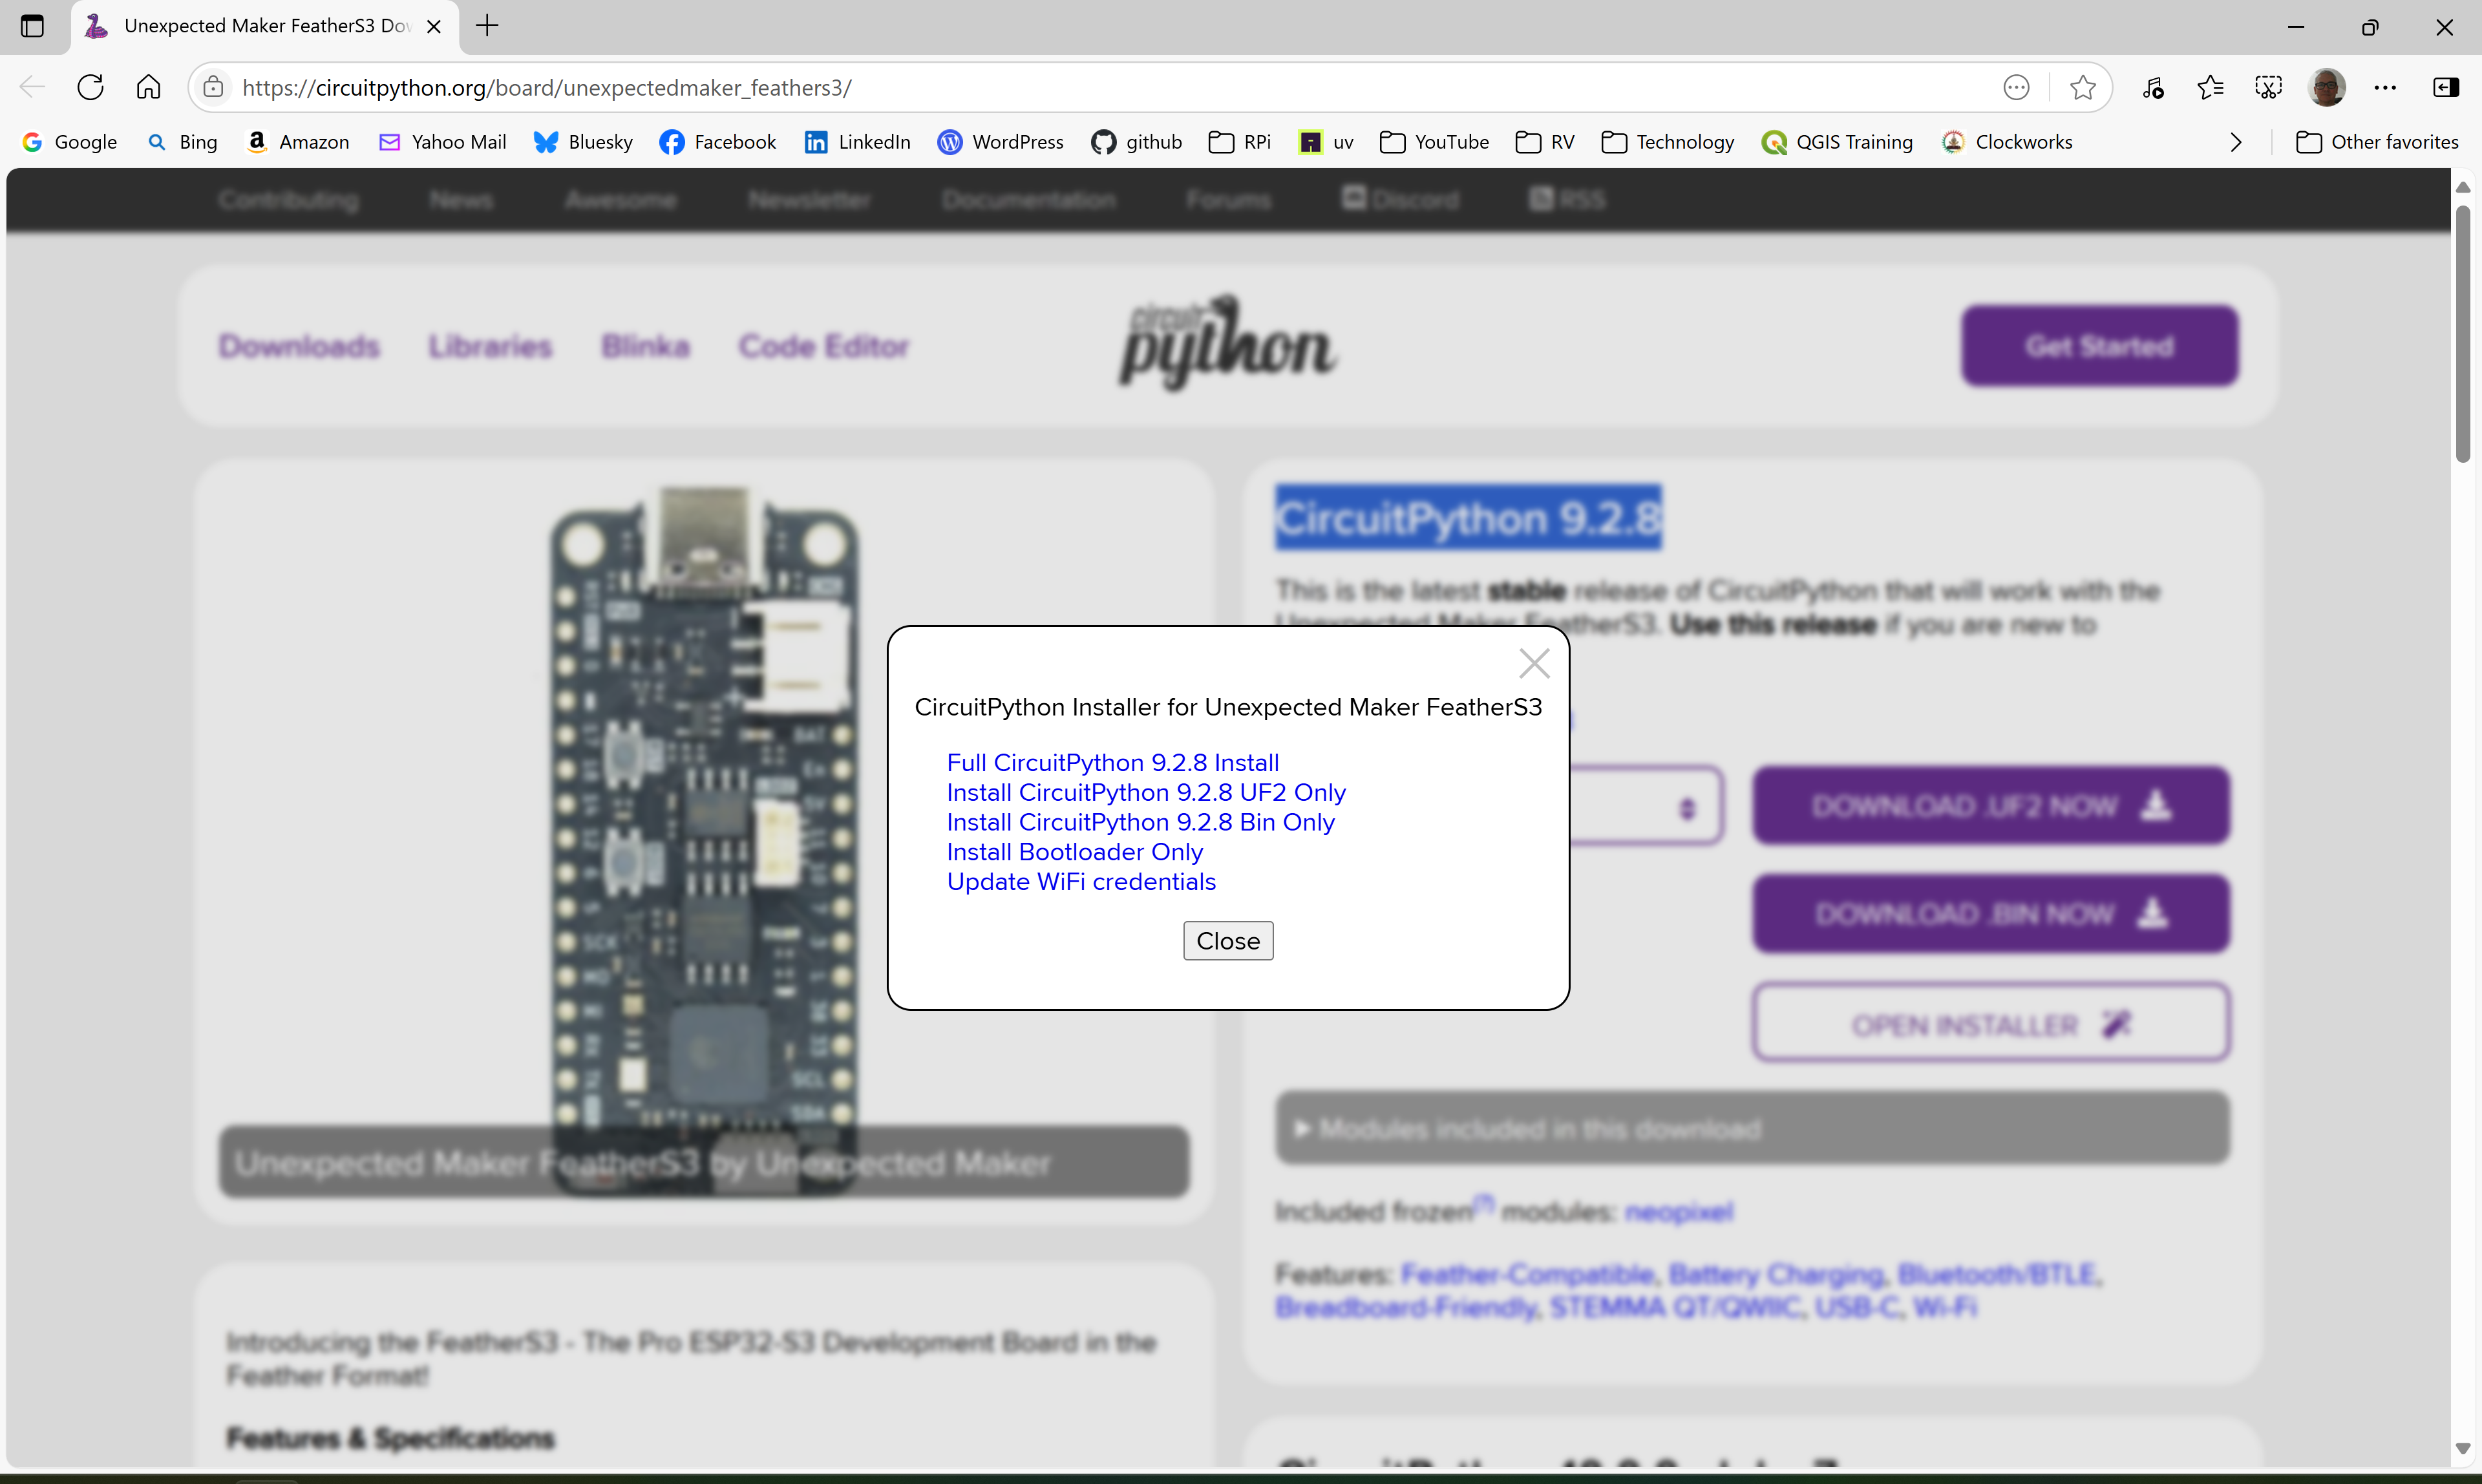 Unexpected Maker FeatherS3 Dov
https://circuitpython.org/board/unexpectedmaker_feathers3/
Google Bing Amazon Yahoo Mail Bluesky Facebook LinkedIn WordPress github RPi uv YouTube RV Technology QGIS Training Clockworks Other favorites
Contributing News Awesome Newsletter Documentation Forums Discord RSS
Downloads Libraries Blinka Code Editor circuit python Get Started
CircuitPython 9.2.8
This is the latest stable release of CircuitPython that will work with the
Unexpected Maker FeatherS3. Use this release if you are new to
CircuitPython Installer for Unexpected Maker FeatherS3
Full CircuitPython 9.2.8 Install
Install CircuitPython 9.2.8 UF2 Only
Install CircuitPython 9.2.8 Bin Only
Install Bootloader Only
Update WiFi credentials
Close
DOWNLOAD .UF2 NOW
DOWNLOAD .BIN NOW
OPEN INSTALLER
Modules included in this download
Included frozen(?) modules: neopixel
Features: Feather-Compatible, Battery Charging, Bluetooth/BTLE,
Breadboard-Friendly, STEMMA QT/QWIIC, USB-C, Wi-Fi
BAT
SCK
SCL
SDA
Unexpected Maker FeatherS3 by Unexpected Maker
Introducing the FeatherS3 - The Pro ESP32-S3 Development Board in the
Feather Format!
Features & Specifications